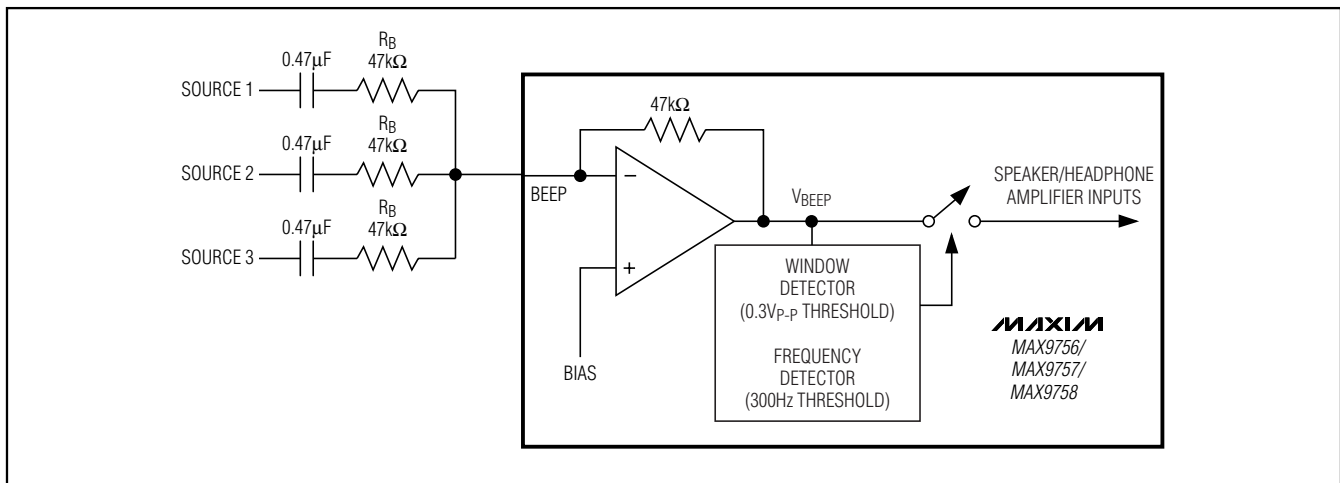 R_B
0.47µF
47kΩ
SOURCE 1
R_B
0.47µF
47kΩ
SOURCE 2
R_B
0.47µF
47kΩ
SOURCE 3
BEEP
47kΩ
−
+
BIAS
V_BEEP
WINDOW
DETECTOR
(0.3V_P-P THRESHOLD)
FREQUENCY
DETECTOR
(300Hz THRESHOLD)
SPEAKER/HEADPHONE
AMPLIFIER INPUTS
MAXIM
MAX9756/
MAX9757/
MAX9758